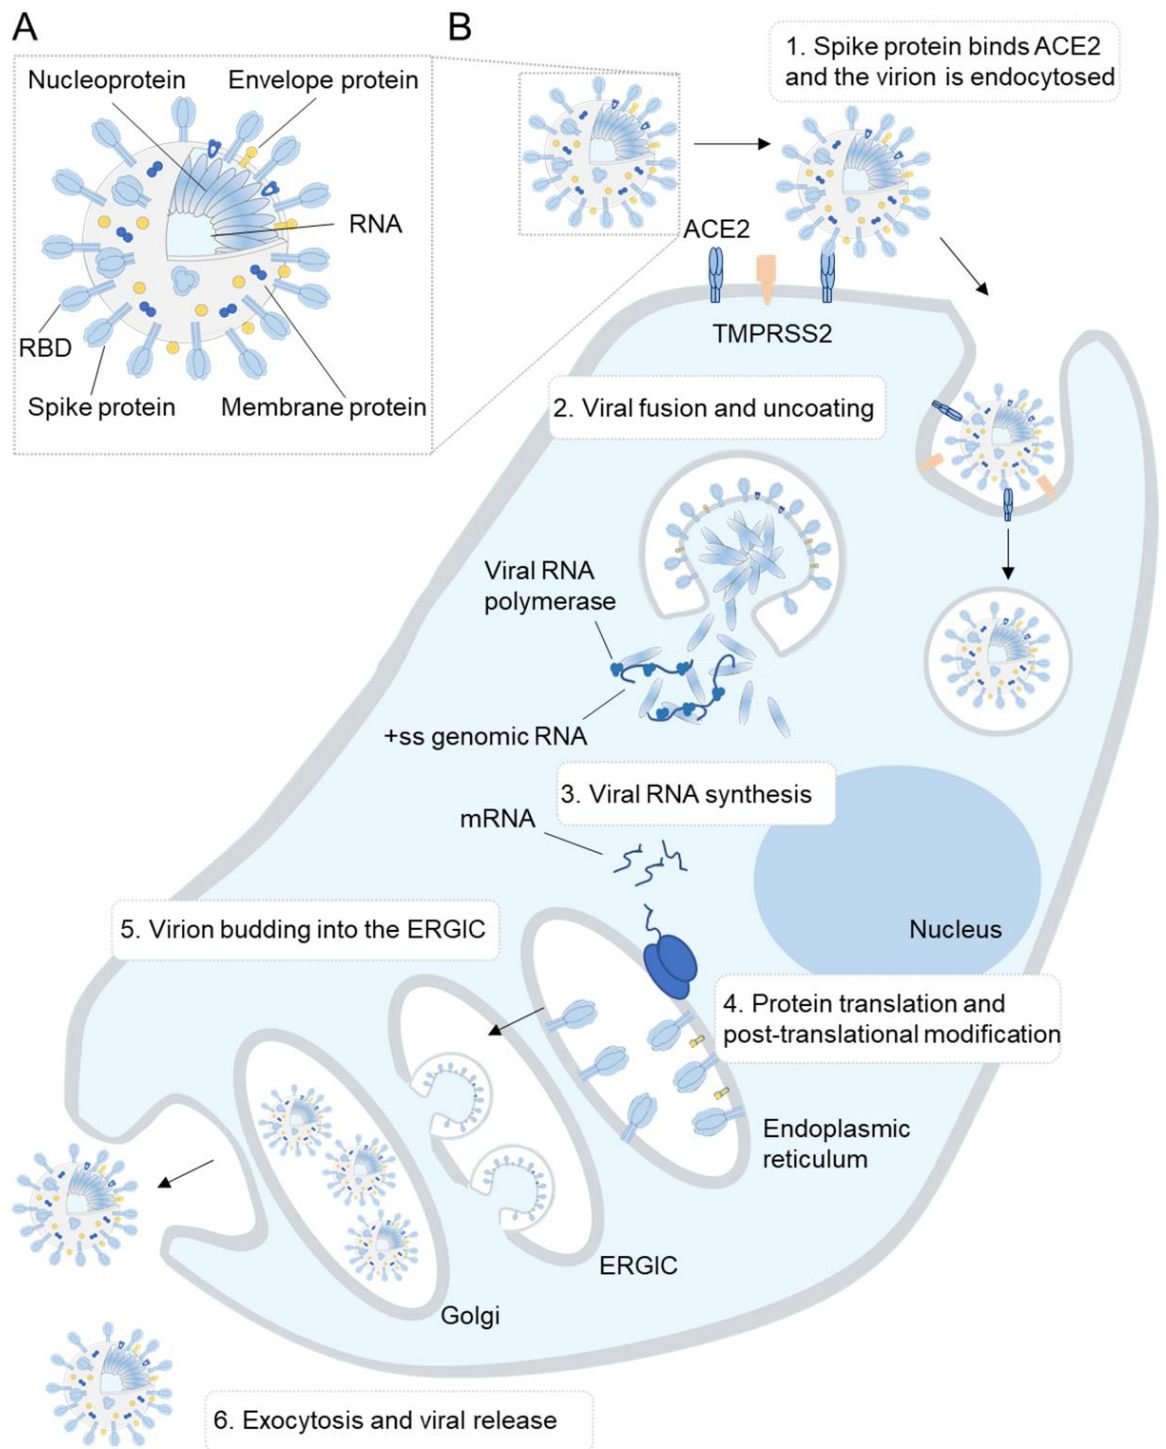 A
B
Nucleoprotein
Envelope protein
RNA
RBD
Spike protein
Membrane protein
1. Spike protein binds ACE2
and the virion is endocytosed
ACE2
TMPRSS2
2. Viral fusion and uncoating
Viral RNA
polymerase
+ss genomic RNA
3. Viral RNA synthesis
mRNA
Nucleus
5. Virion budding into the ERGIC
4. Protein translation and
post-translational modification
Endoplasmic
reticulum
ERGIC
Golgi
6. Exocytosis and viral release